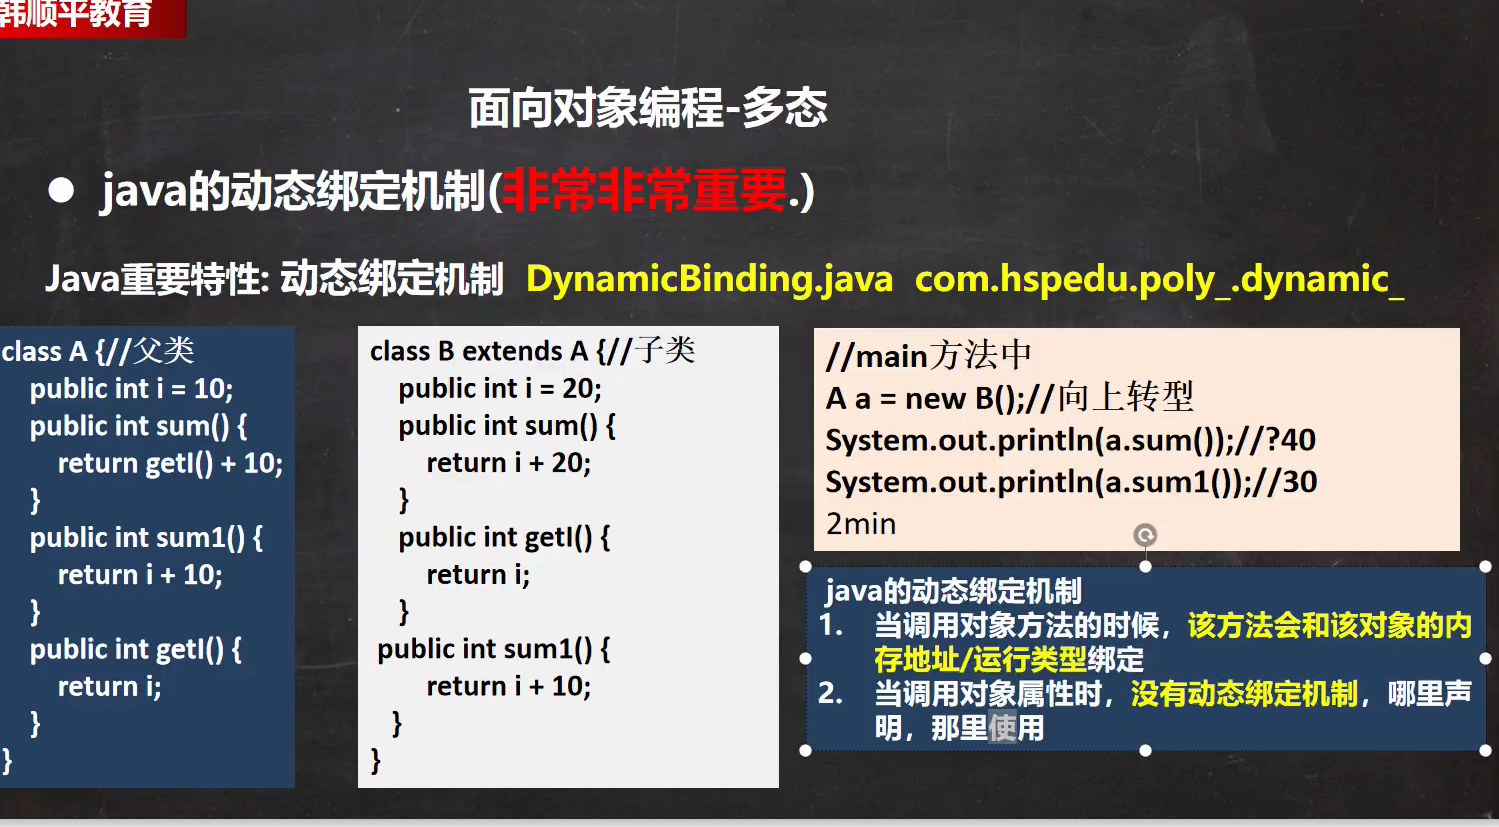 韩顺平教育
面向对象编程-多态
● java的动态绑定机制(非常非常重要.)
Java重要特性: 动态绑定机制 DynamicBinding.java com.hspedu.poly_.dynamic_
class A {//父类
public int i = 10;
public int sum() {
return getI() + 10;
}
public int sum1() {
return i + 10;
}
public int getI() {
return i;
}
}
class B extends A {//子类
public int i = 20;
public int sum() {
return i + 20;
}
public int getI() {
return i;
}
public int sum1() {
return i + 10;
}
}
//main方法中
A a = new B();//向上转型
System.out.println(a.sum());//?40
System.out.println(a.sum1());//30
2min
java的动态绑定机制
1. 当调用对象方法的时候，该方法会和该对象的内
存地址/运行类型绑定
2. 当调用对象属性时，没有动态绑定机制，哪里声
明，那里使用